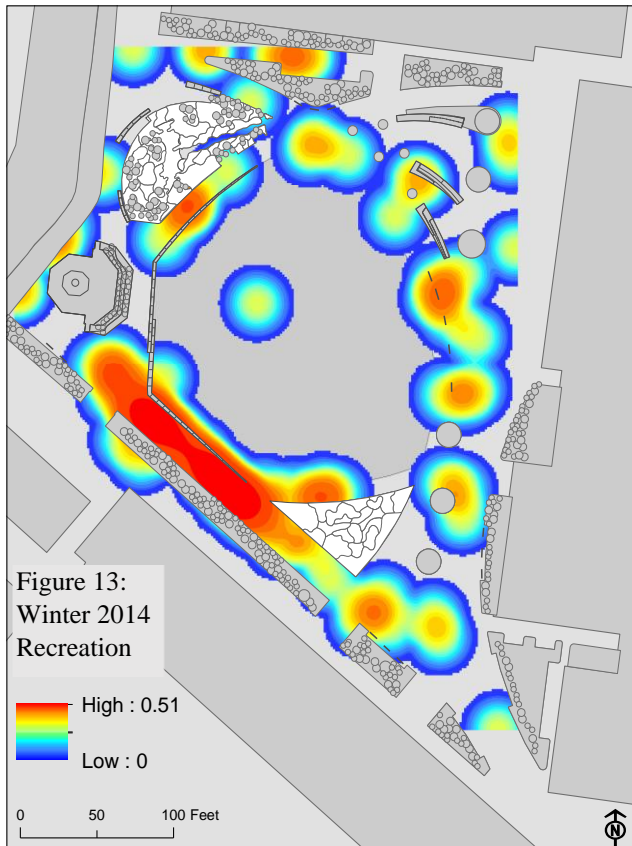 Figure 13:
Winter 2014
Recreation
High : 0.51
Low : 0
0 50 100 Feet
N